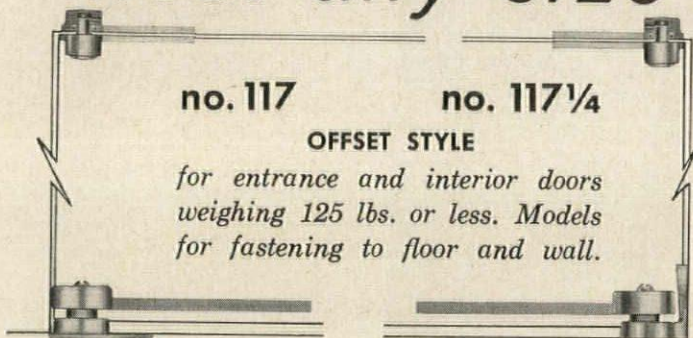 no. 117 no. 117¼
OFFSET STYLE
for entrance and interior doors
weighing 125 lbs. or less. Models
for fastening to floor and wall.